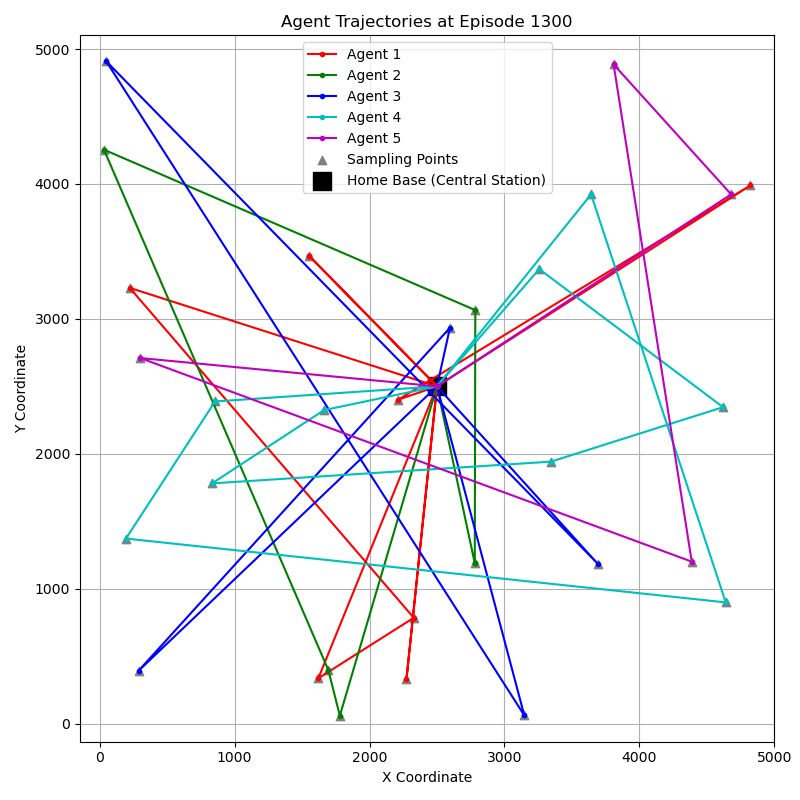 Agent Trajectories at Episode 1300
Agent 1
Agent 2
Agent 3
Agent 4
Agent 5
Sampling Points
Home Base (Central Station)
Y Coordinate
5000
4000
3000
2000
1000
0
0 1000 2000 3000 4000 5000
X Coordinate